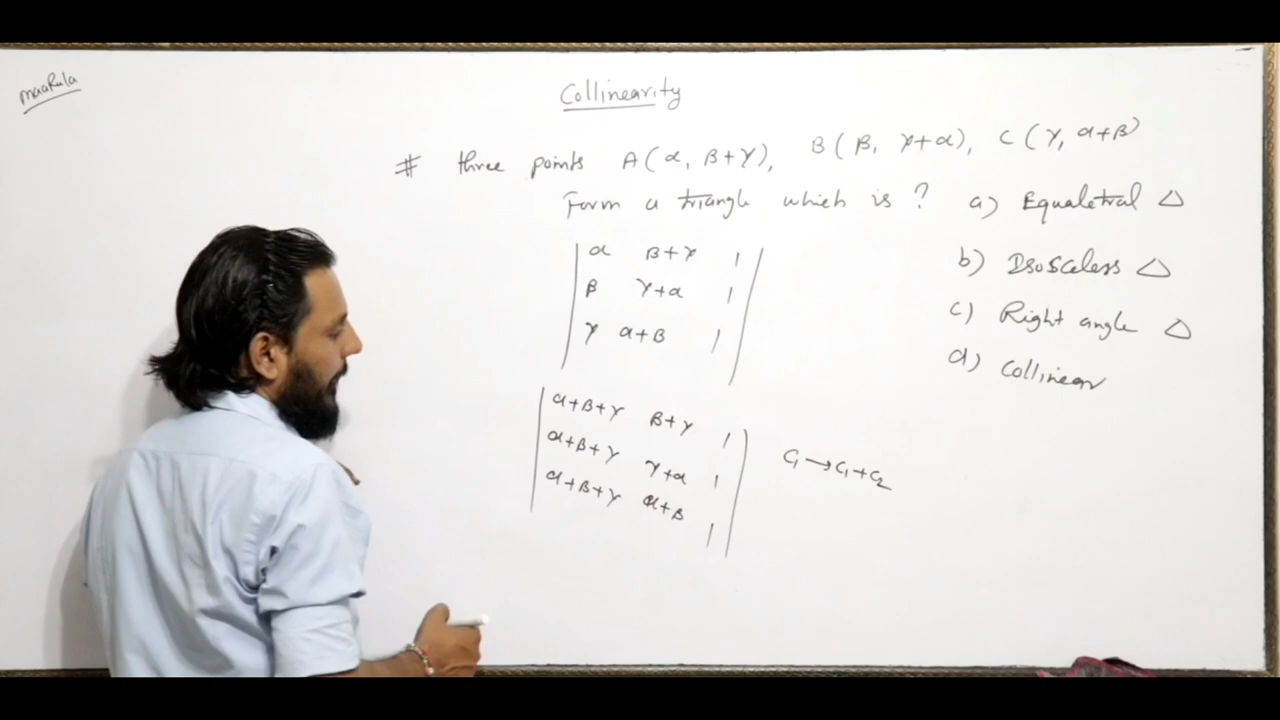 maaRula
Collinearity
# three points A(α, β+γ), B(β, γ+α), C(γ, α+β)
Form a triangle which is ? a) Equaletral △
b) Isosceless △
c) Right angle △
d) Collinear
| α β+γ 1 |
| β γ+α 1 |
| γ α+β 1 |
| α+β+γ β+γ 1 |
| α+β+γ γ+α 1 | C₁→C₁+C₂
| α+β+γ α+β 1 |